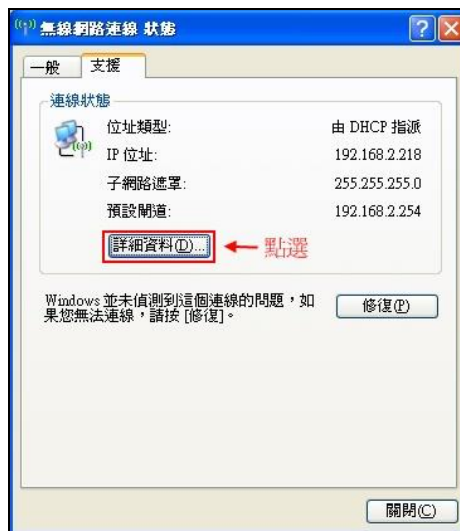 無線網路連線 狀態
一般 支援
連線狀態
位址類型: 由 DHCP 指派
IP 位址: 192.168.2.218
子網路遮罩: 255.255.255.0
預設閘道: 192.168.2.254
詳細資料(D)... 點選
Windows 並未偵測到這個連線的問題，如
果您無法連線，請按 [修復]。
修復(P)
關閉(C)